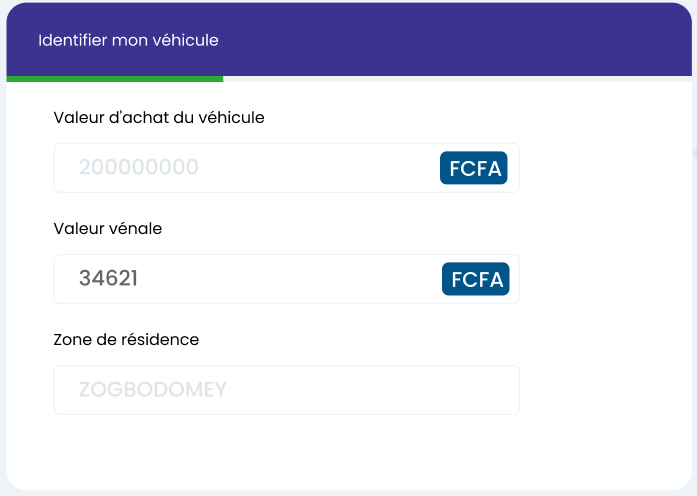 Identifier mon véhicule
Valeur d'achat du véhicule
200000000 FCFA
Valeur vénale
34621 FCFA
Zone de résidence
ZOGBODOMEY